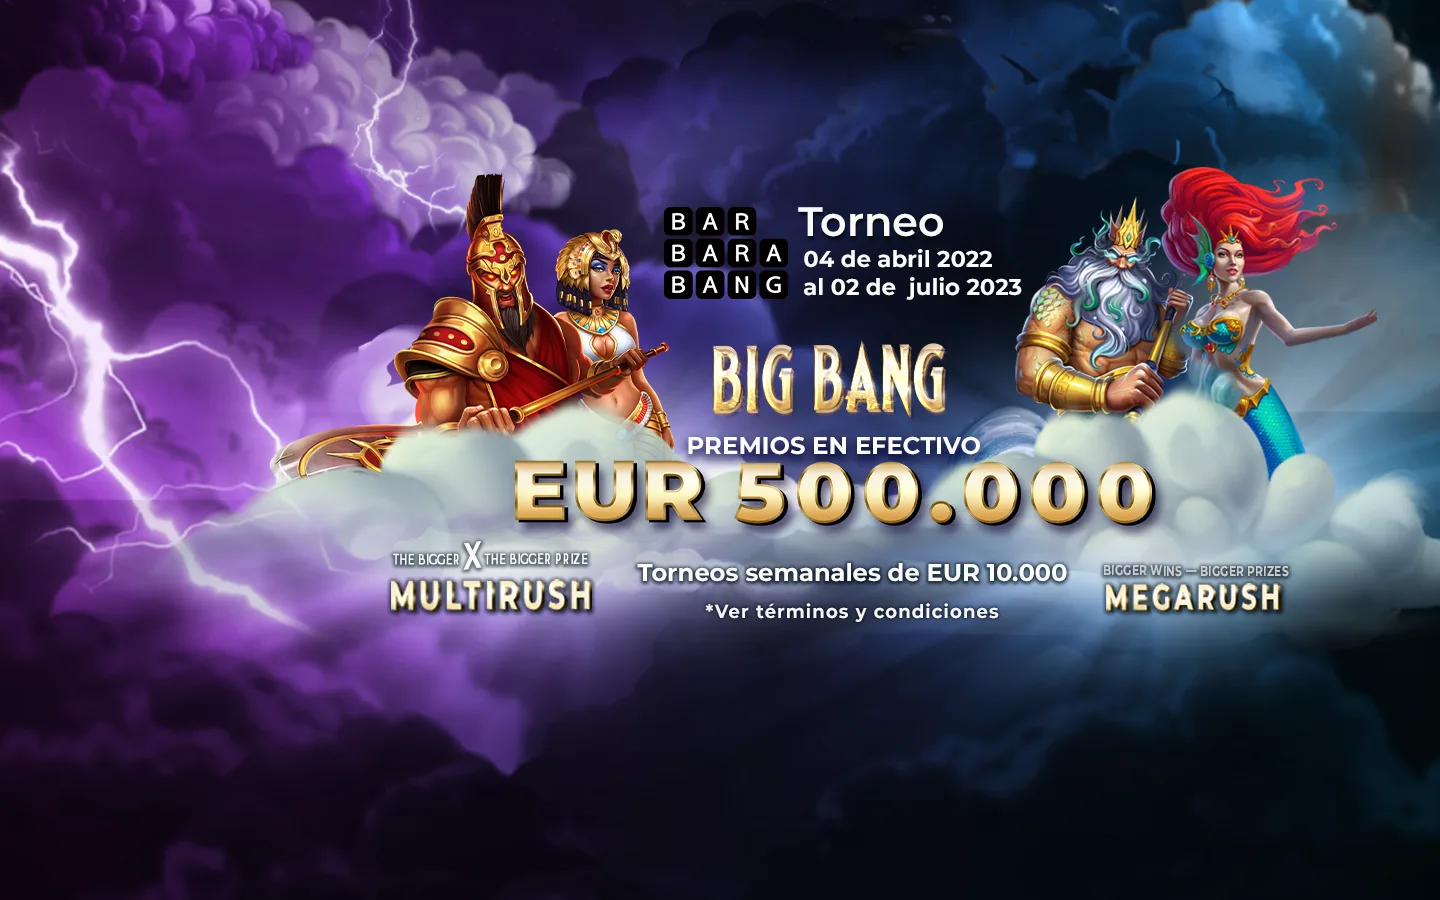 BAR
BARA
BANG
Torneo
04 de abril 2022
al 02 de julio 2023
BIG BANG
PREMIOS EN EFECTIVO
EUR 500.000
THE BIGGER X THE BIGGER PRIZE
MULTIRUSH
Torneos semanales de EUR 10.000
*Ver términos y condiciones
BIGGER WINS — BIGGER PRIZES
MEGARUSH